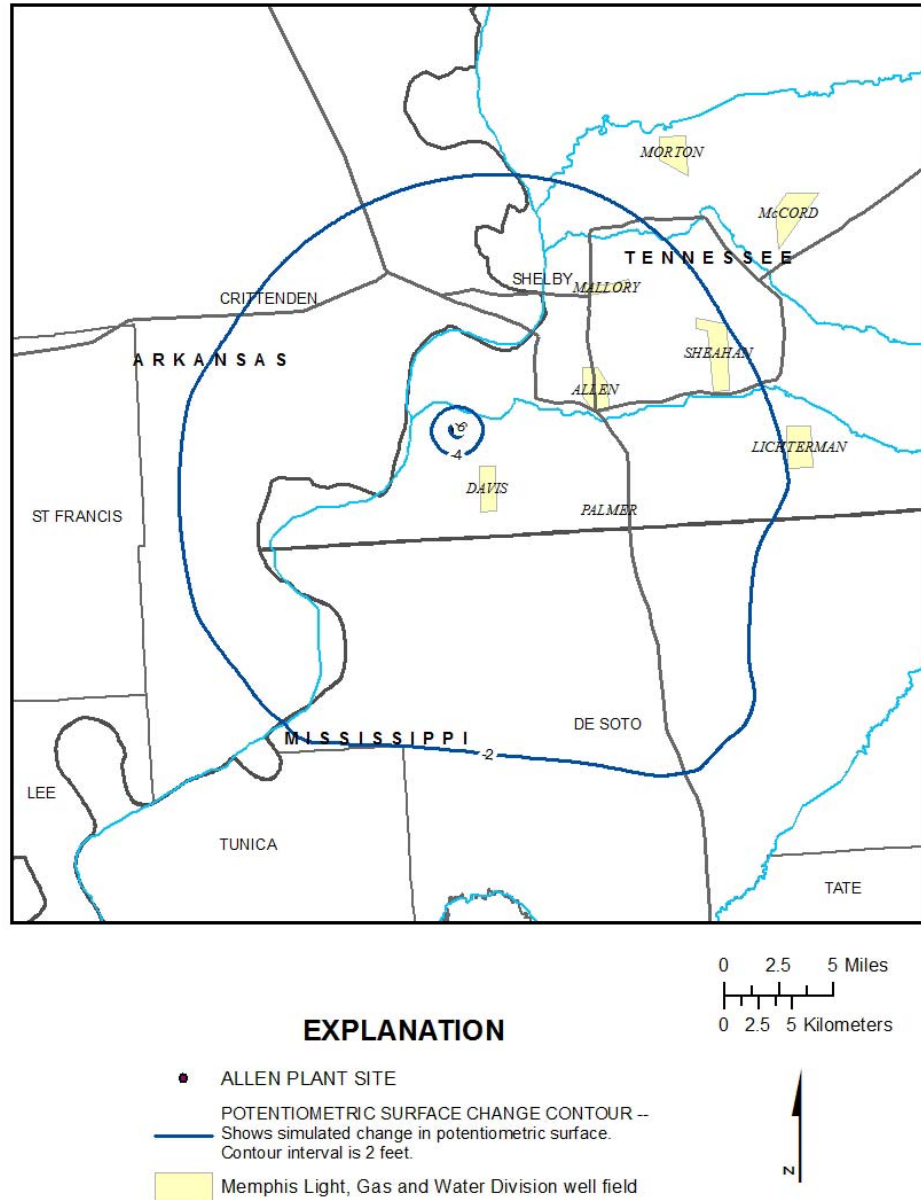 MORTON
McCORD
TENNESSEE
SHELBY
MALLORY
CRITTENDEN
ARKANSAS
SHEAHAN
ALLEN
-6
-4
LICHTERMAN
DAVIS
ST FRANCIS
PALMER
DE SOTO
MISSISSIPPI
-2
LEE
TUNICA
TATE
0 2.5 5 Miles
0 2.5 5 Kilometers
EXPLANATION
ALLEN PLANT SITE
POTENTIOMETRIC SURFACE CHANGE CONTOUR --
Shows simulated change in potentiometric surface.
Contour interval is 2 feet.
N
Memphis Light, Gas and Water Division well field